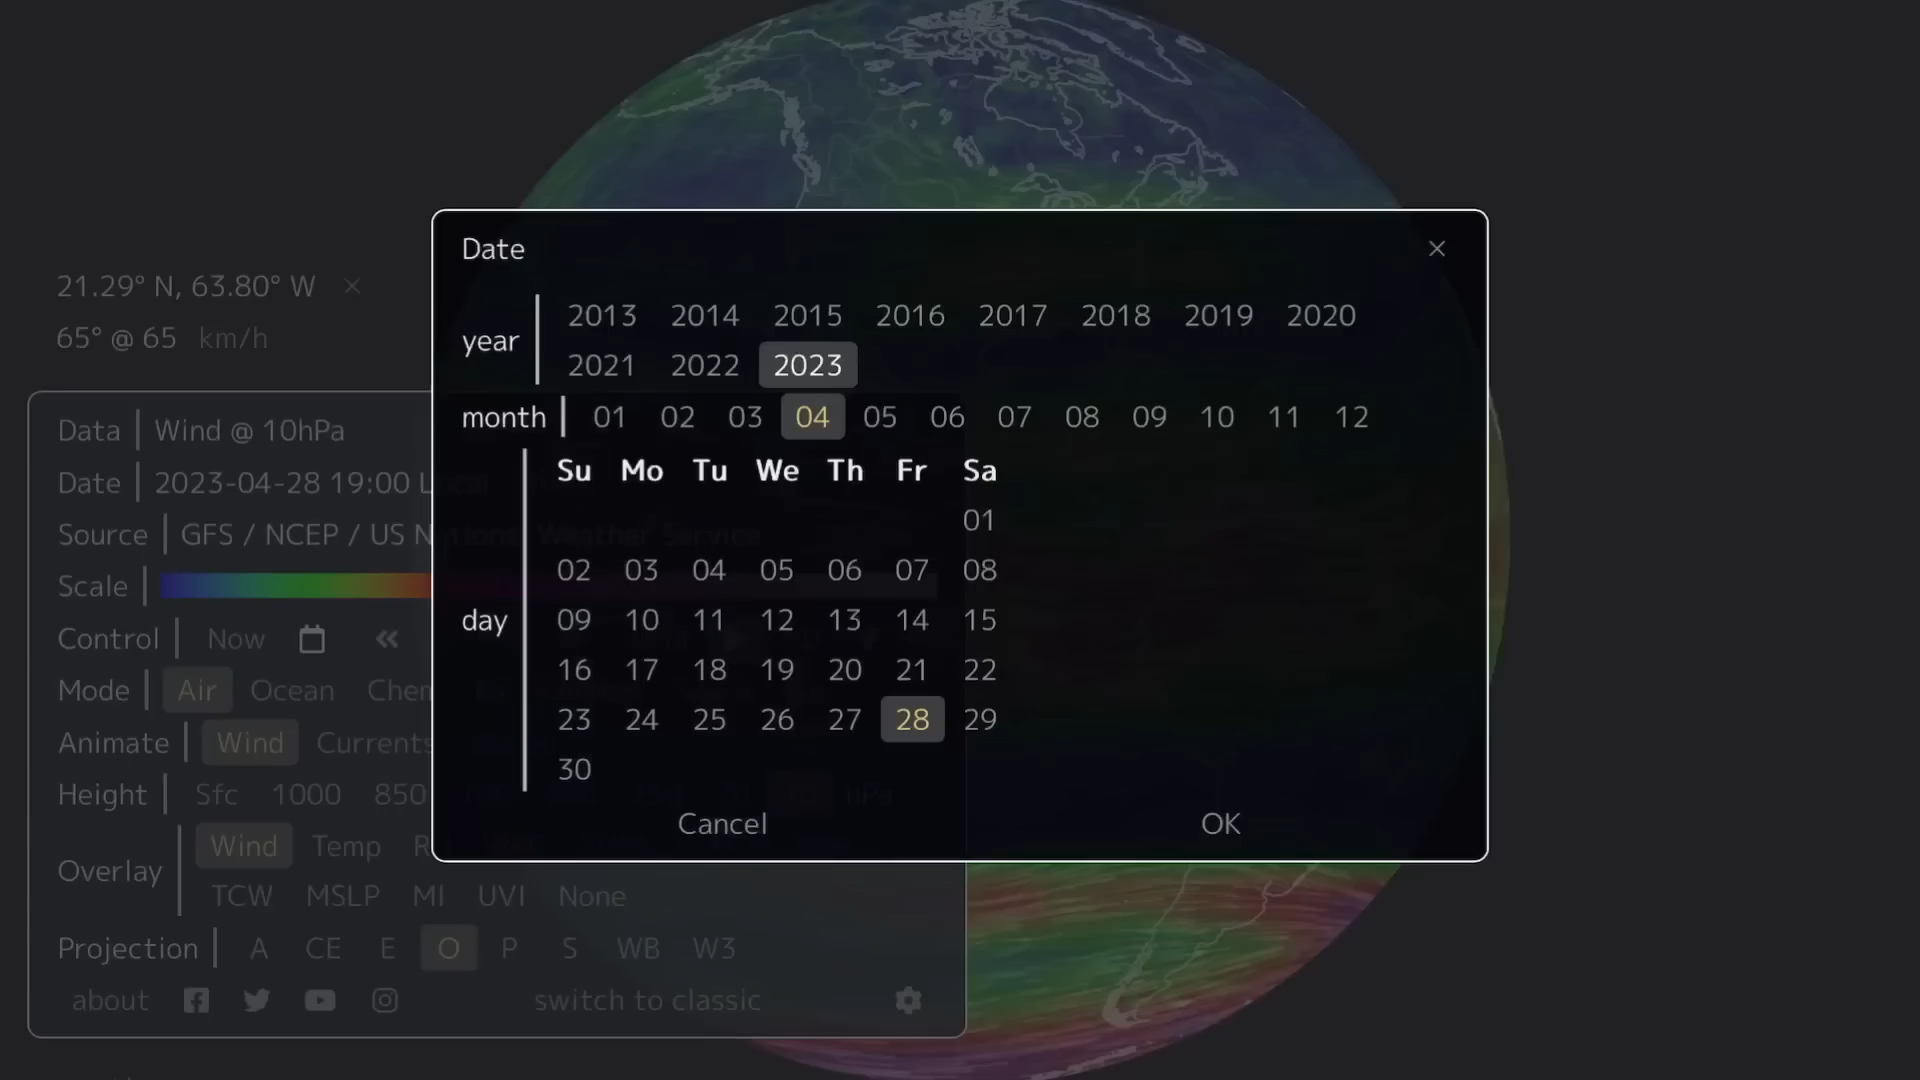 Date ×
year
2013 2014 2015 2016 2017 2018 2019 2020
2021 2022 2023
month 01 02 03 04 05 06 07 08 09 10 11 12
day
Su Mo Tu We Th Fr Sa
01
02 03 04 05 06 07 08
09 10 11 12 13 14 15
16 17 18 19 20 21 22
23 24 25 26 27 28 29
30
Cancel OK
21.29° N, 63.80° W ×
65° @ 65 km/h
Data Wind @ 10hPa
Date 2023-04-28 19:00 Local
Source GFS / NCEP / US National Weather Service
Scale
Control Now «
Mode Air Ocean Chem
Animate Wind Currents
Height Sfc 1000 850 hPa
Overlay
Wind Temp
TCW MSLP MI UVI None
Projection A CE E O P S WB W3
about switch to classic